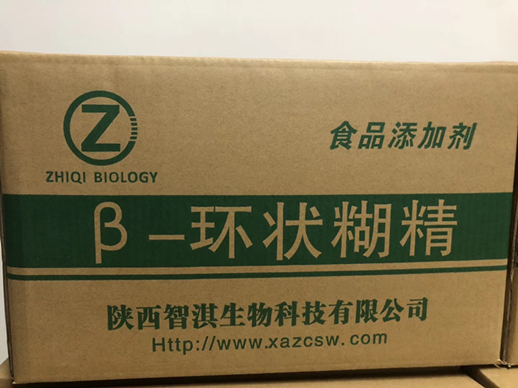 Z
ZHIQI BIOLOGY
食品添加剂
β-环状糊精
陕西智淇生物科技有限公司
Http://www.xazcsw.com